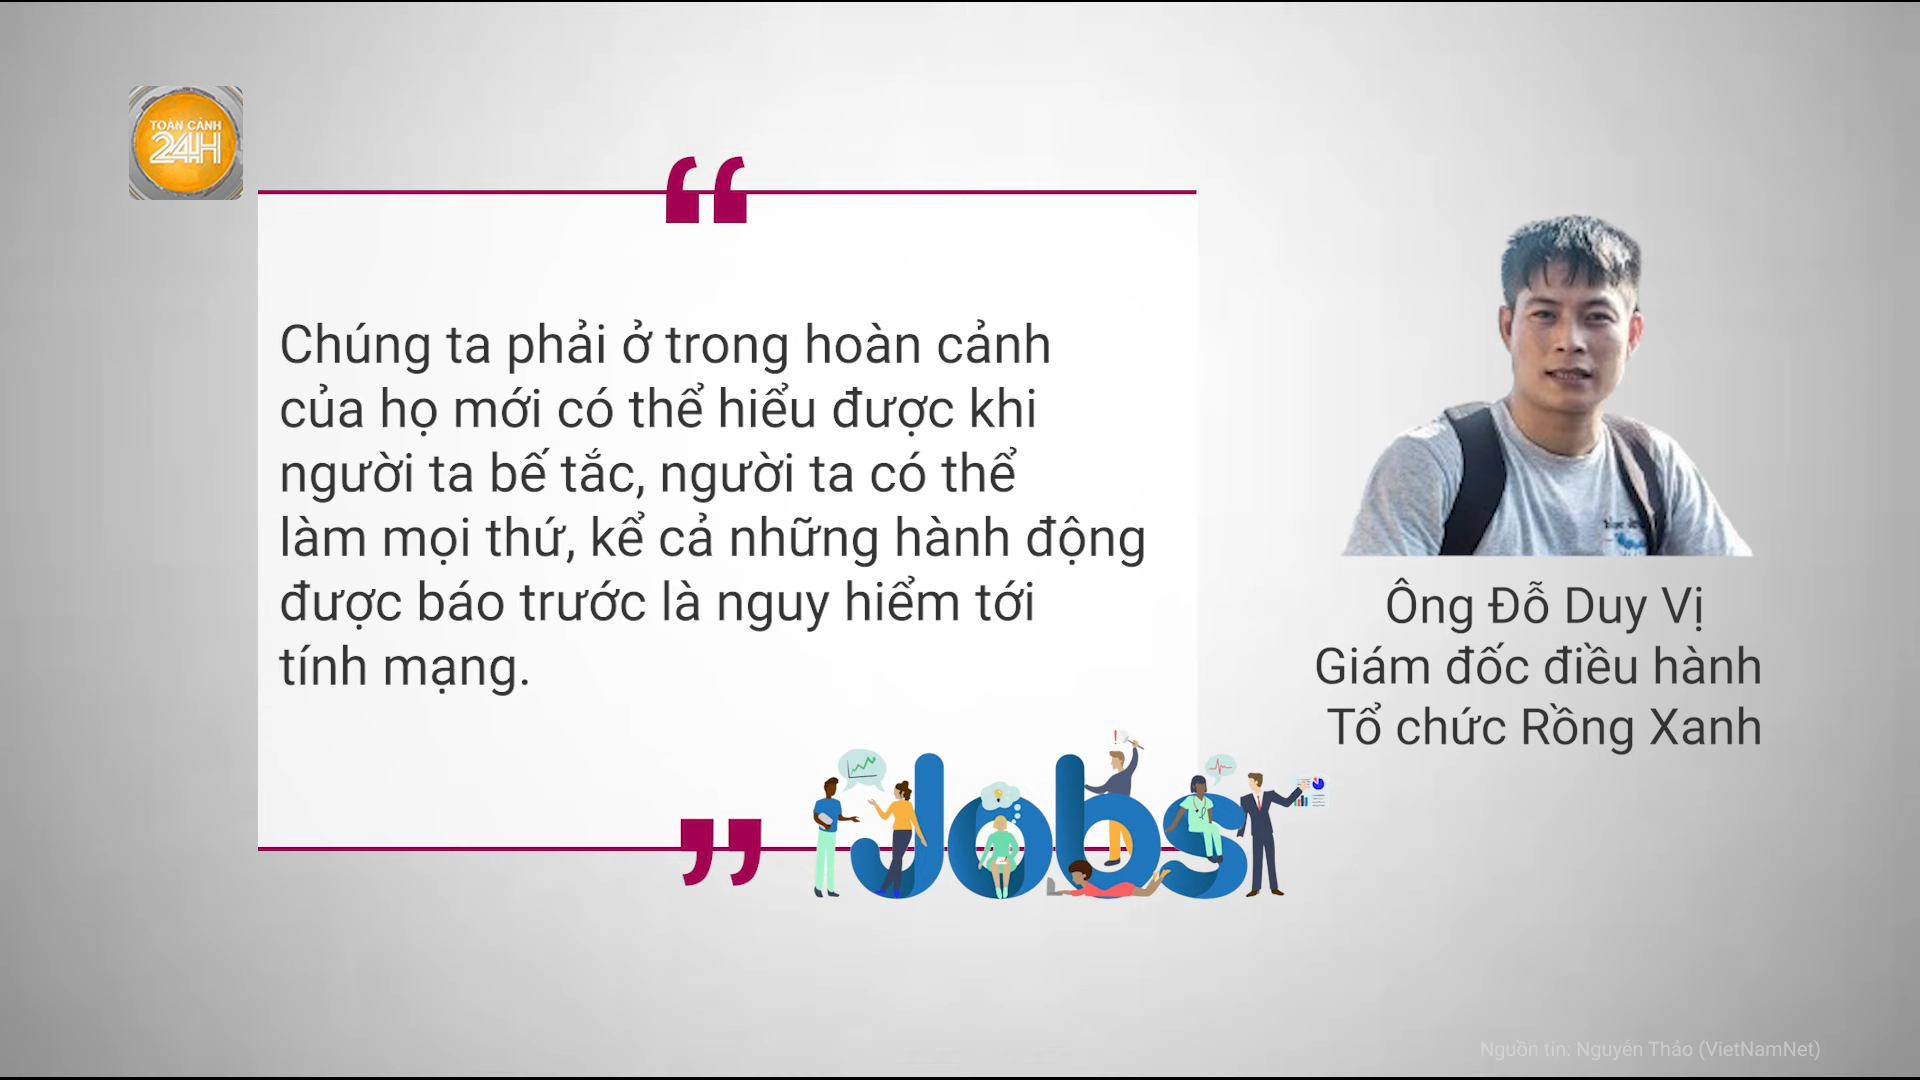 TOÀN CẢNH
24H
Chúng ta phải ở trong hoàn cảnh
của họ mới có thể hiểu được khi
người ta bế tắc, người ta có thể
làm mọi thứ, kể cả những hành động
được báo trước là nguy hiểm tới
tính mạng.
Ông Đỗ Duy Vị
Giám đốc điều hành
Tổ chức Rồng Xanh
Jobs
Nguồn tin: Nguyễn Thảo (VietNamNet)